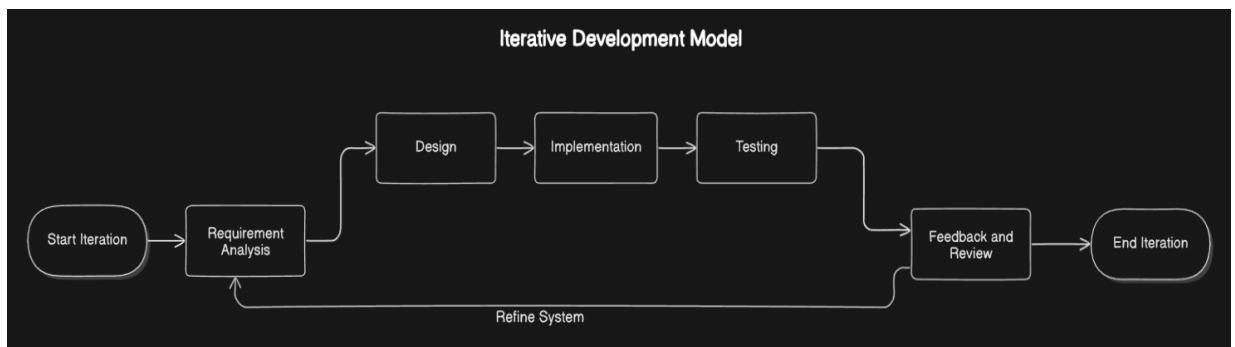 Iterative Development Model
Design
Implementation
Testing
Start Iteration
Requirement
Analysis
Feedback and
Review
End Iteration
Refine System